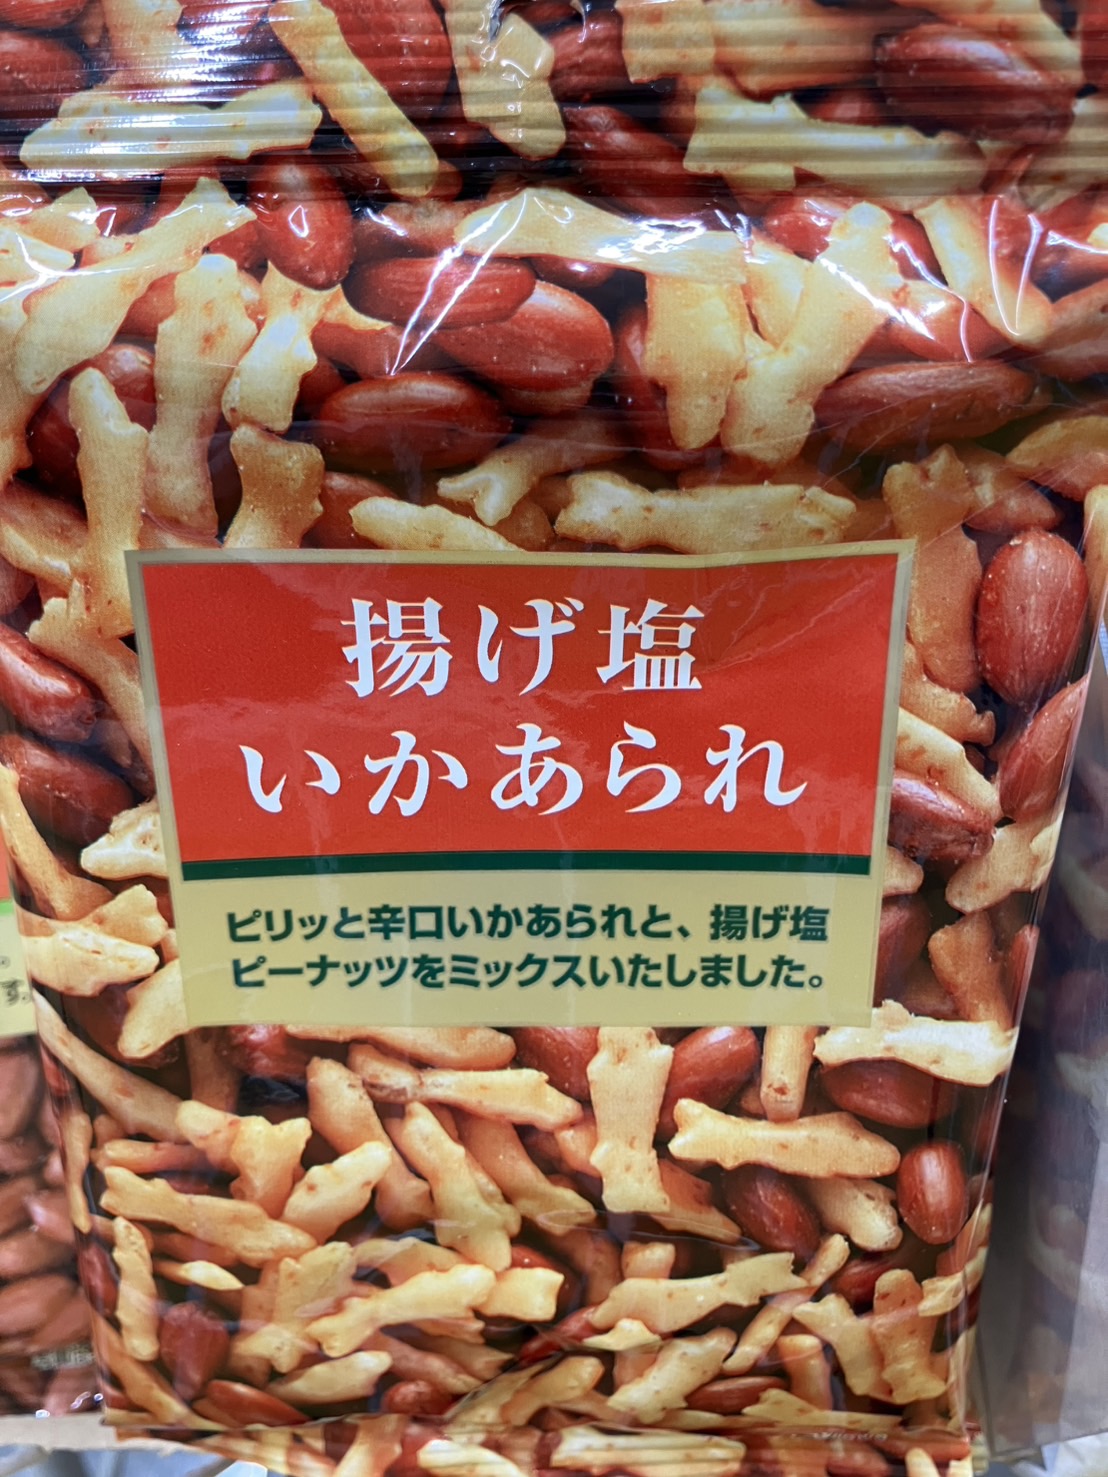 揚げ塩
いかあられ
ピリッと辛口いかあられと、揚げ塩
ピーナッツをミックスいたしました。